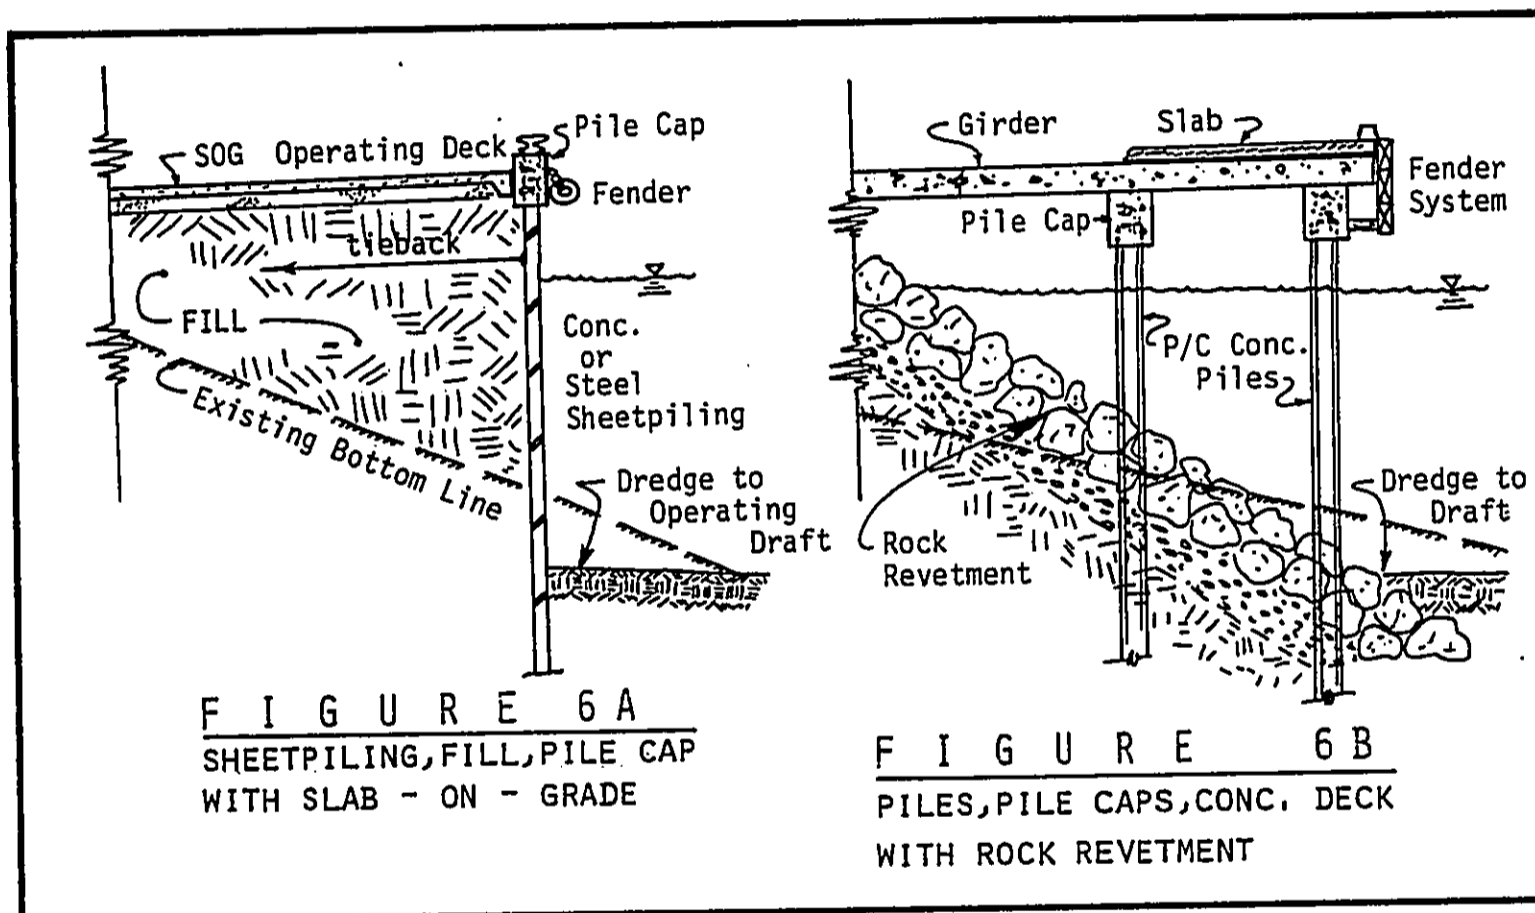 SOG Operating Deck
Pile Cap
Fender
tieback
FILL
Existing Bottom Line
Conc.
or
Steel
Sheetpiling
Dredge to
Operating
Draft
FIGURE 6A
SHEETPILING, FILL, PILE CAP
WITH SLAB - ON - GRADE
Girder
Slab
Fender
System
Pile Cap
P/C Conc.
Piles
Rock
Revetment
Dredge to
Draft
FIGURE 6B
PILES, PILE CAPS, CONC. DECK
WITH ROCK REVETMENT